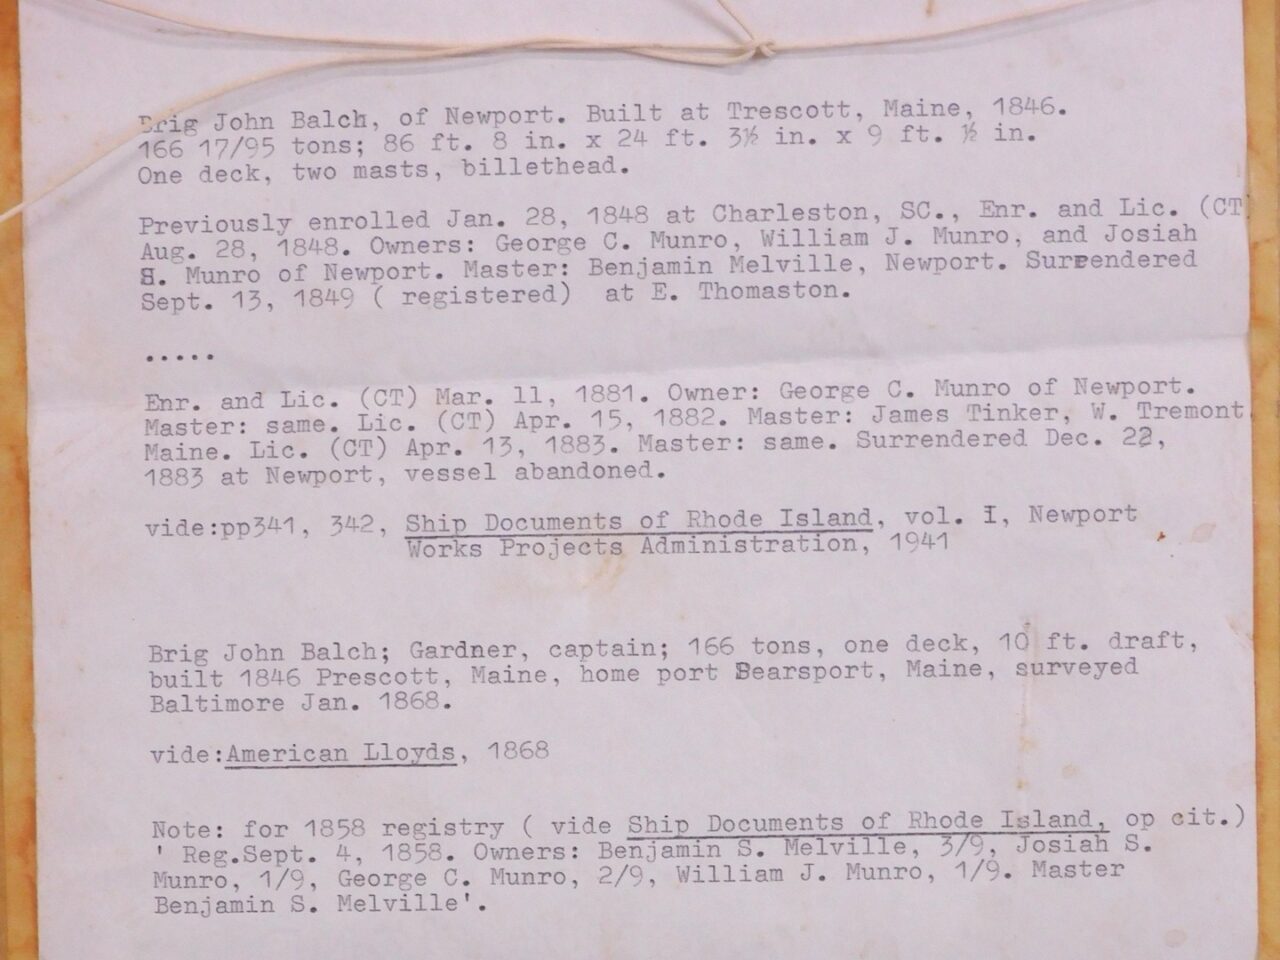 Brig John Balch, of Newport. Built at Trescott, Maine, 1846.
166 17/95 tons; 86 ft. 8 in. x 24 ft. 3½ in. x 9 ft. ½ in.
One deck, two masts, billethead.
Previously enrolled Jan. 28, 1848 at Charleston, SC., Enr. and Lic. (CT)
Aug. 28, 1848. Owners: George C. Munro, William J. Munro, and Josiah
S. Munro of Newport. Master: Benjamin Melville, Newport. Surrendered
Sept. 13, 1849 ( registered)  at E. Thomaston.
.....
Enr. and Lic. (CT) Mar. 11, 1881. Owner: George C. Munro of Newport.
Master: same. Lic. (CT) Apr. 15, 1882. Master: James Tinker, W. Tremont
Maine. Lic. (CT) Apr. 13, 1883. Master: same. Surrendered Dec. 22,
1883 at Newport, vessel abandoned.
vide:pp341, 342, Ship Documents of Rhode Island, vol. I, Newport
Works Projects Administration, 1941
Brig John Balch; Gardner, captain; 166 tons, one deck, 10 ft. draft,
built 1846 Prescott, Maine, home port Searsport, Maine, surveyed
Baltimore Jan. 1868.
vide:American Lloyds, 1868
Note: for 1858 registry ( vide Ship Documents of Rhode Island, op cit.)
' Reg.Sept. 4, 1858. Owners: Benjamin S. Melville, 3/9, Josiah S.
Munro, 1/9, George C. Munro, 2/9, William J. Munro, 1/9. Master
Benjamin S. Melville'.